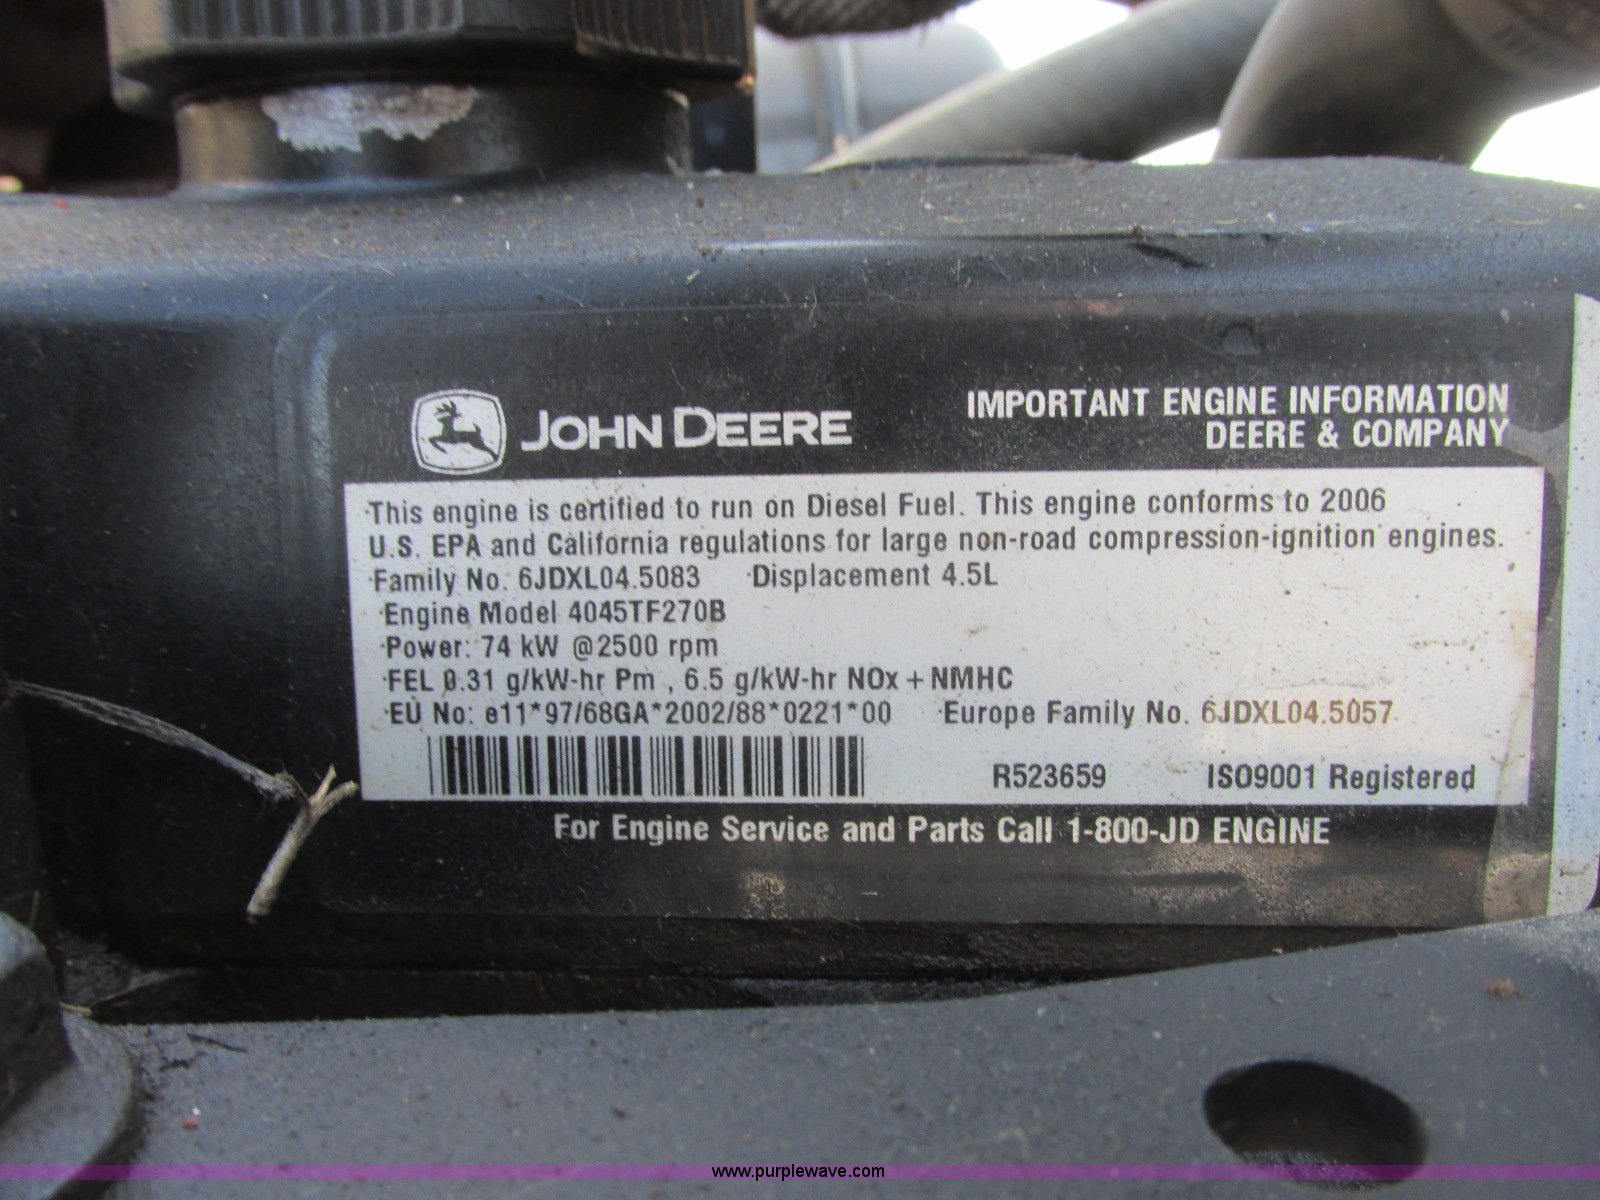 JOHN DEERE
IMPORTANT ENGINE INFORMATION
DEERE & COMPANY
This engine is certified to run on Diesel Fuel. This engine conforms to 2006
U.S. EPA and California regulations for large non-road compression-ignition engines.
Family No. 6JDXL04.5083 Displacement 4.5L
Engine Model 4045TF270B
Power: 74 kW @2500 rpm
FEL 0.31 g/kW-hr Pm , 6.5 g/kW-hr NOx + NMHC
EU No: e11*97/68GA*2002/88*0221*00 Europe Family No. 6JDXL04.5057
R523659 ISO9001 Registered
For Engine Service and Parts Call 1-800-JD ENGINE
www.purplewave.com